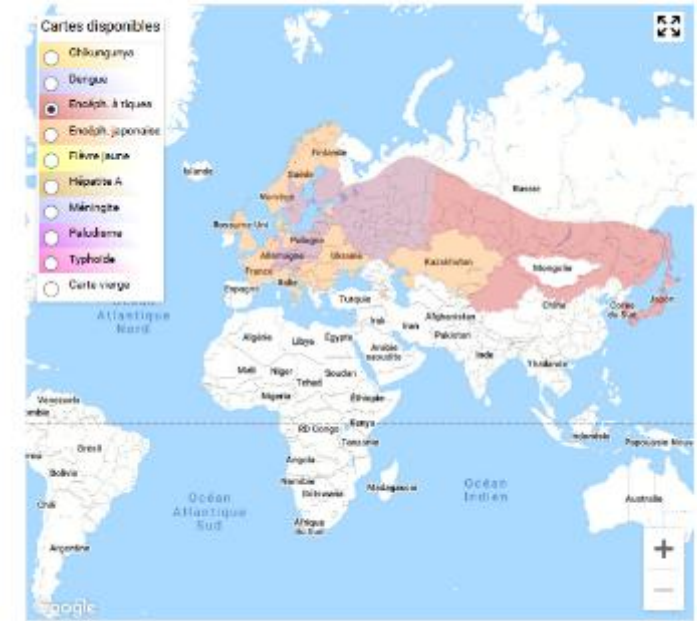 Cartes disponibles
Chikungunya
Dengue
Encéph. à tiques
Encéph. japonaise
Fièvre jaune
Hépatite A
Méningite
Paludisme
Typhoïde
Carte vierge
Islande
Finlande
Suède
Norvège
Russie
Royaume-Uni
Pologne
Allemagne
Ukraine
Kazakhstan
France
Mongolie
Italie
Espagne
Turquie
Chine
Corée
du Sud
Japon
Océan
Atlantique
Nord
Irak
Iran
Afghanistan
Pakistan
Algérie
Libye
Égypte
Arabie
saoudite
Inde
Thaïlande
Mali
Niger
Tchad
Soudan
Nigeria
Éthiopie
Venezuela
RD Congo
Kenya
Tanzanie
Indonésie
Papouasie-Nouv
Brésil
Angola
Bolivie
Namibie
Botswana
Madagascar
Océan
Indien
Océan
Atlantique
Sud
Australie
Chili
Afrique
du Sud
Argentine
Google